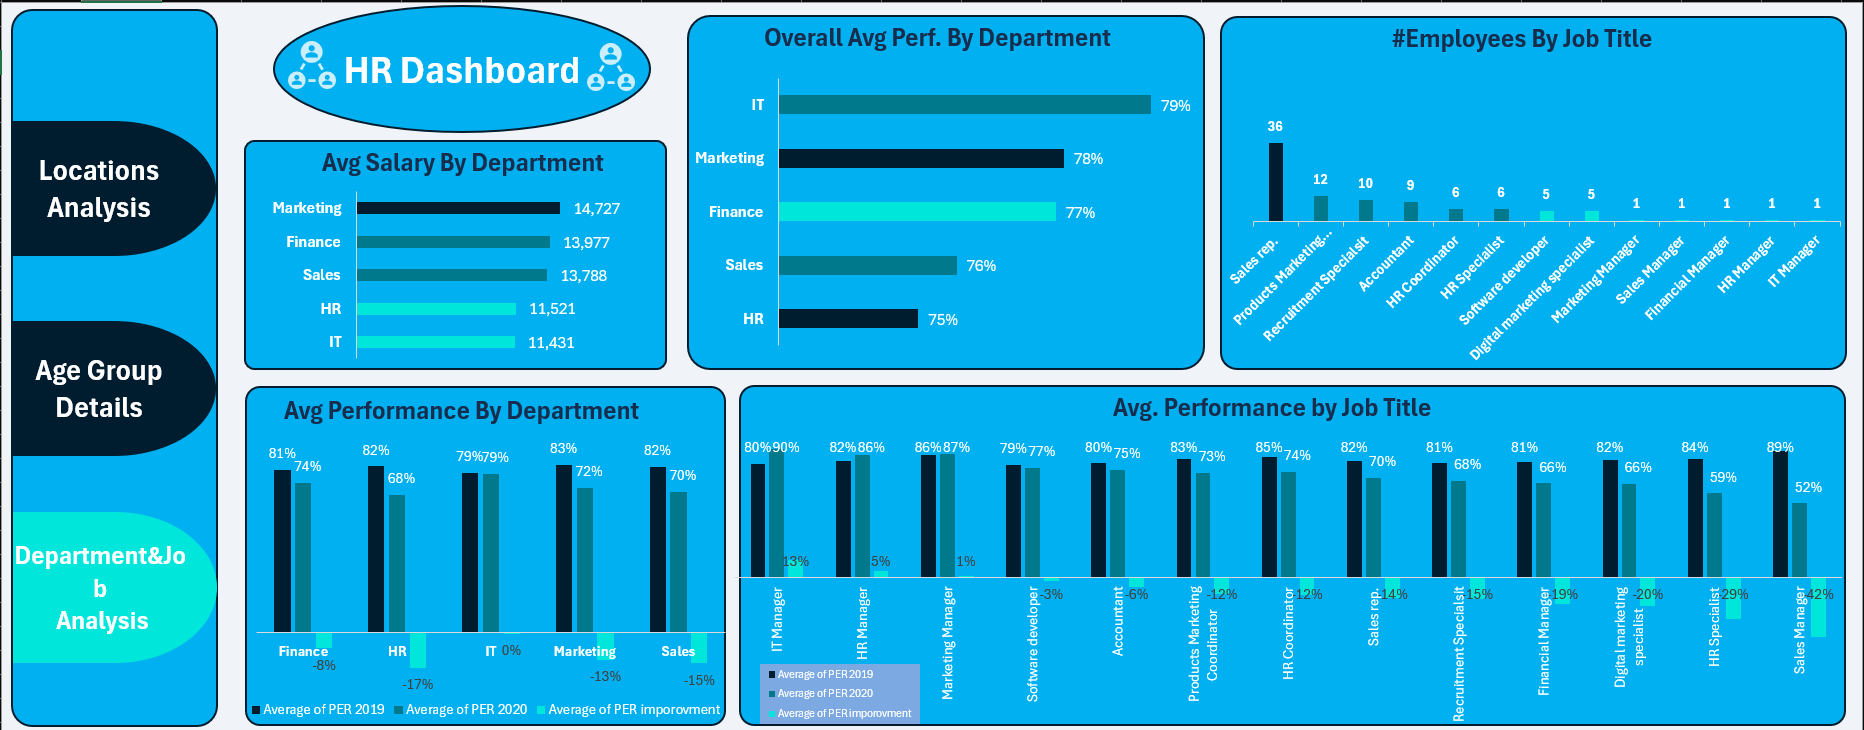 Locations
Analysis
Age Group
Details
Department&Jo
b
Analysis
HR Dashboard
Avg Salary By Department
Marketing 14,727
Finance 13,977
Sales 13,788
HR 11,521
IT 11,431
Overall Avg Perf. By Department
IT 79%
Marketing 78%
Finance 77%
Sales 76%
HR 75%
#Employees By Job Title
36 12 10 9 6 6 5 5 1 1 1 1 1
Sales rep.
Products Marketing...
Recruitment Specialsit
Accountant
HR Coordinator
HR Specialist
Software developer
Digital marketing specialist
Marketing Manager
Sales Manager
Financial Manager
HR Manager
IT Manager
Avg Performance By Department
81% 74% 82% 68% 79% 79% 83% 72% 82% 70%
Finance HR IT Marketing Sales
-8% -17% 0% -13% -15%
Average of PER 2019 Average of PER 2020 Average of PER imporovment
Avg. Performance by Job Title
80% 90% 82% 86% 86% 87% 79% 77% 80% 75% 83% 73% 85% 74% 82% 70% 81% 68% 81% 66% 82% 66% 84% 59% 89% 52%
13% 5% 1% -3% -6% -12% -12% -14% -15% -19% -20% -29% -42%
IT Manager
HR Manager
Marketing Manager
Software developer
Accountant
Products Marketing
Coordinator
HR Coordinator
Sales rep.
Recruitment Specialsit
Financial Manager
Digital marketing
specialist
HR Specialist
Sales Manager
Average of PER 2019
Average of PER 2020
Average of PER imporovment